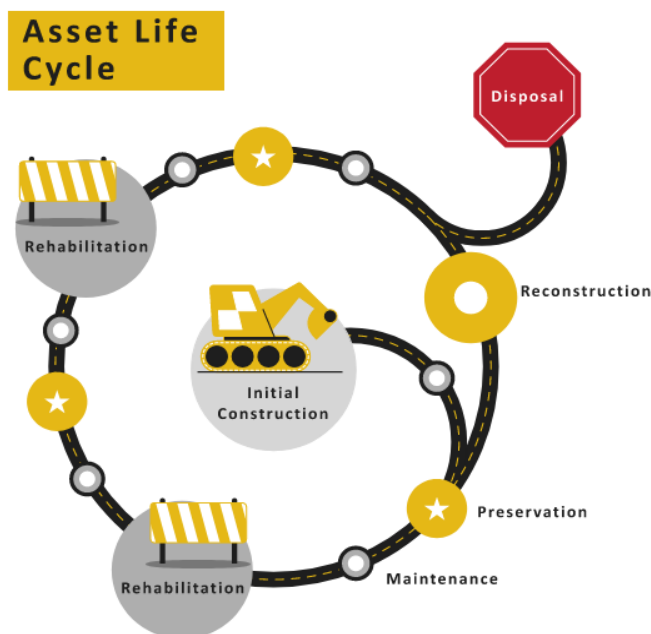 Asset Life
Cycle
Disposal
Rehabilitation
Reconstruction
Initial
Construction
Preservation
Maintenance
Rehabilitation